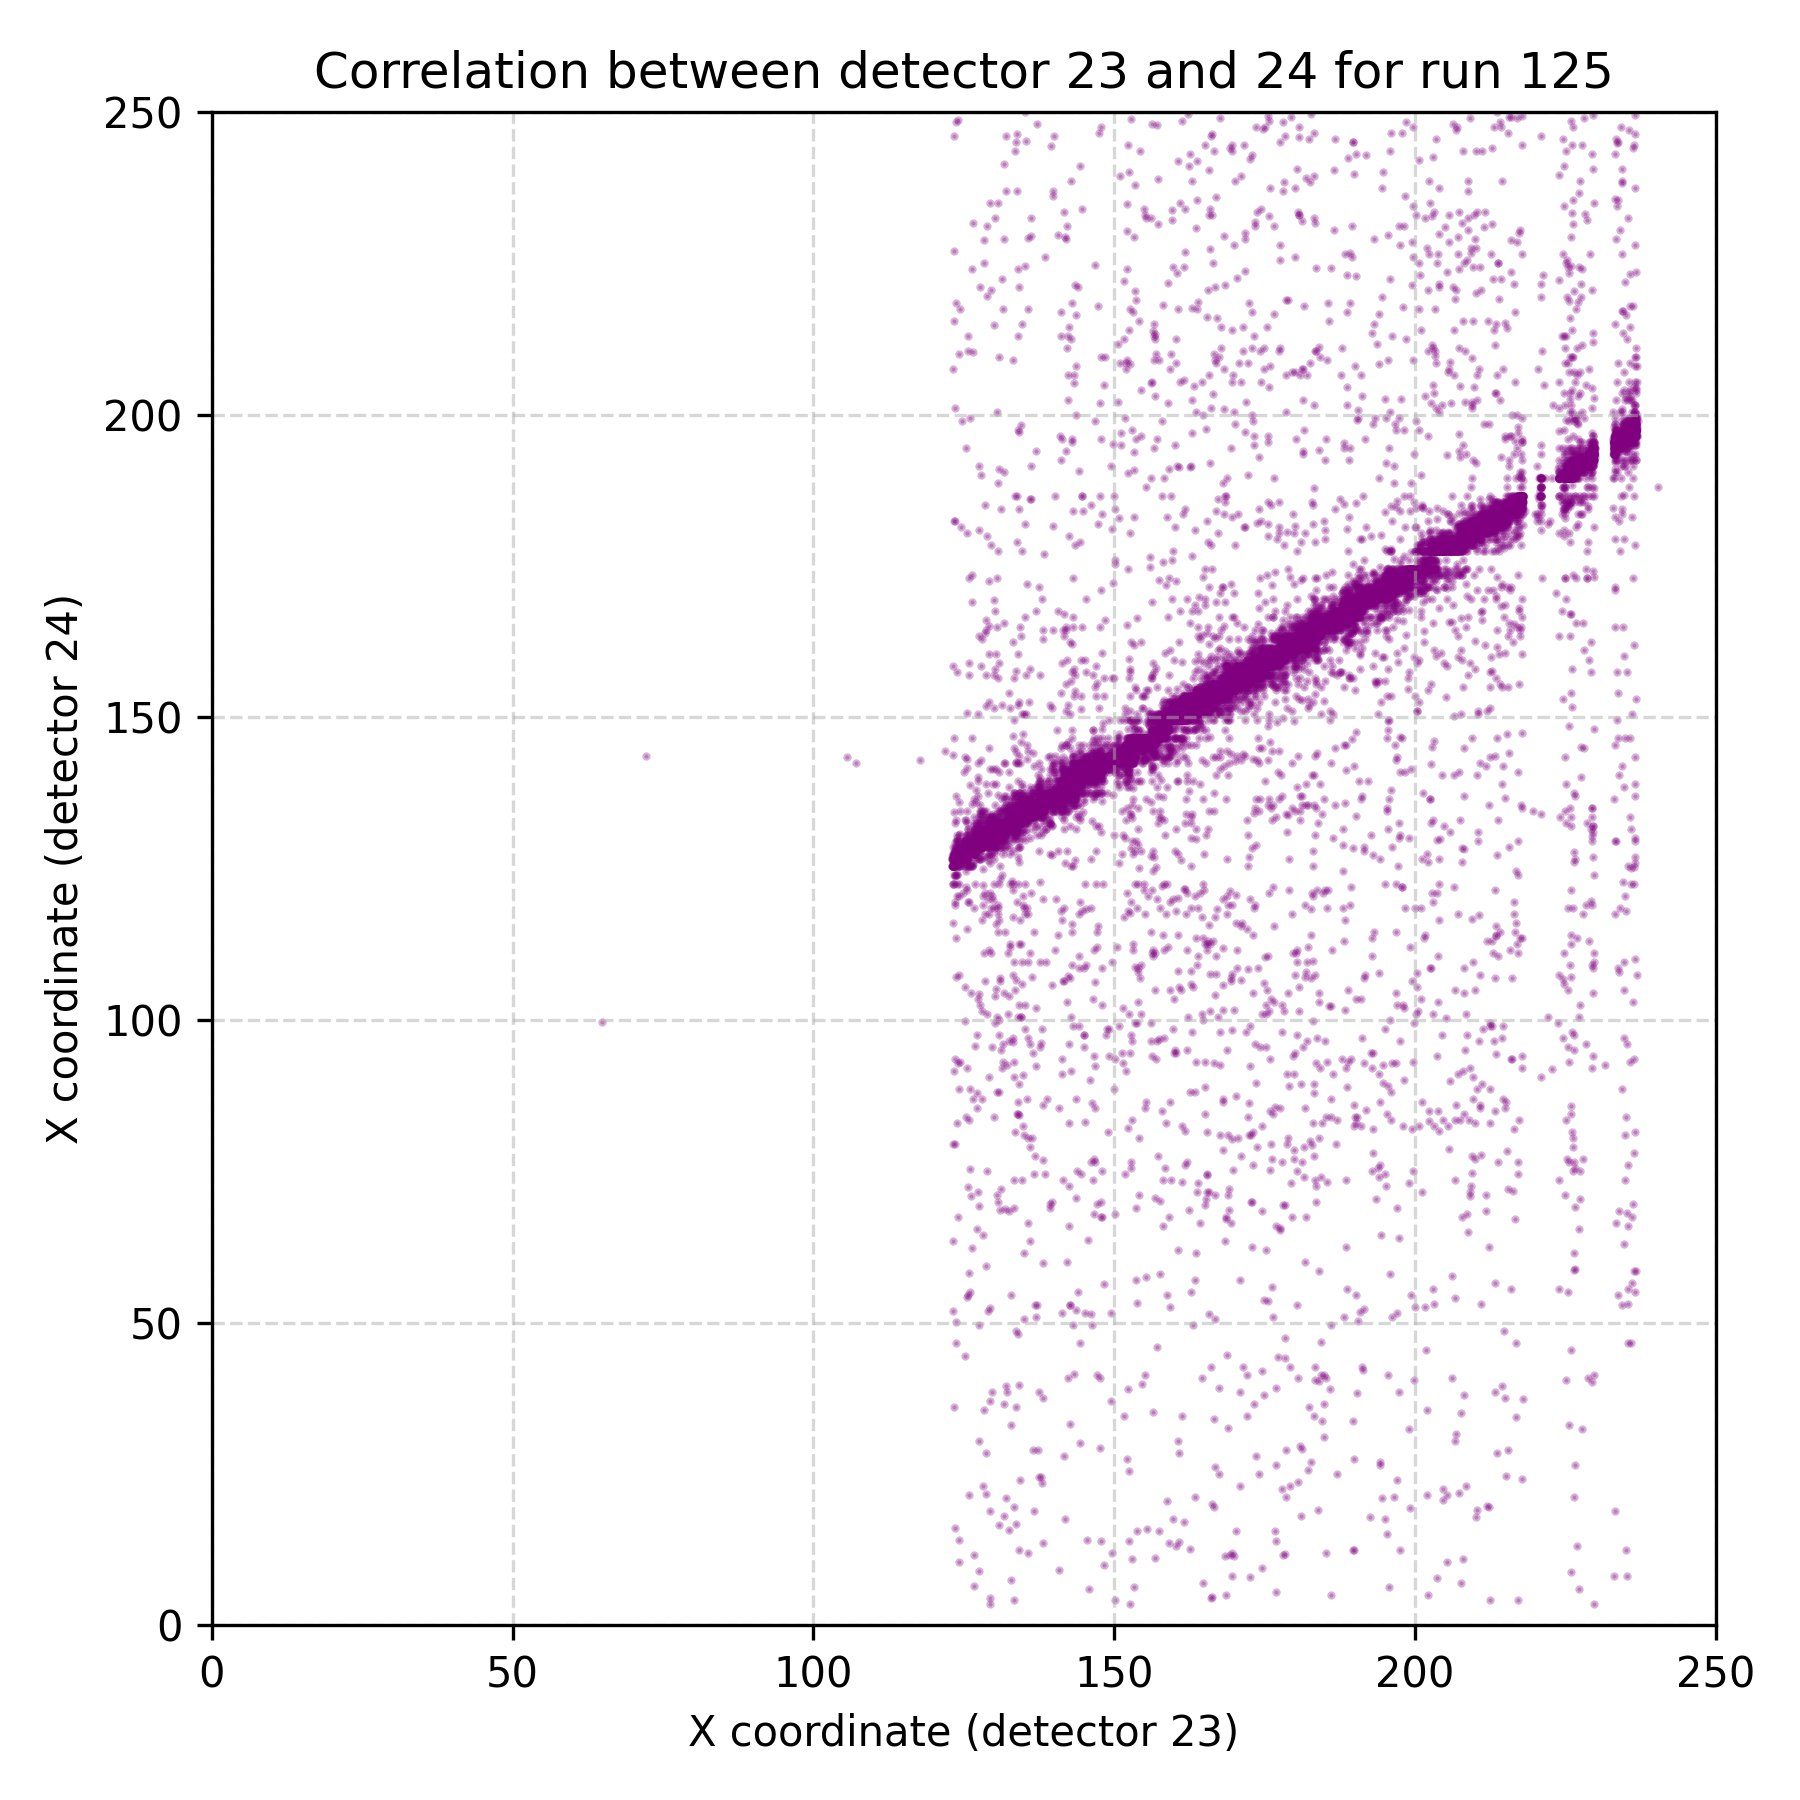 Correlation between detector 23 and 24 for run 125
250
200
150
100
50
0
X coordinate (detector 24)
0 50 100 150 200 250
X coordinate (detector 23)